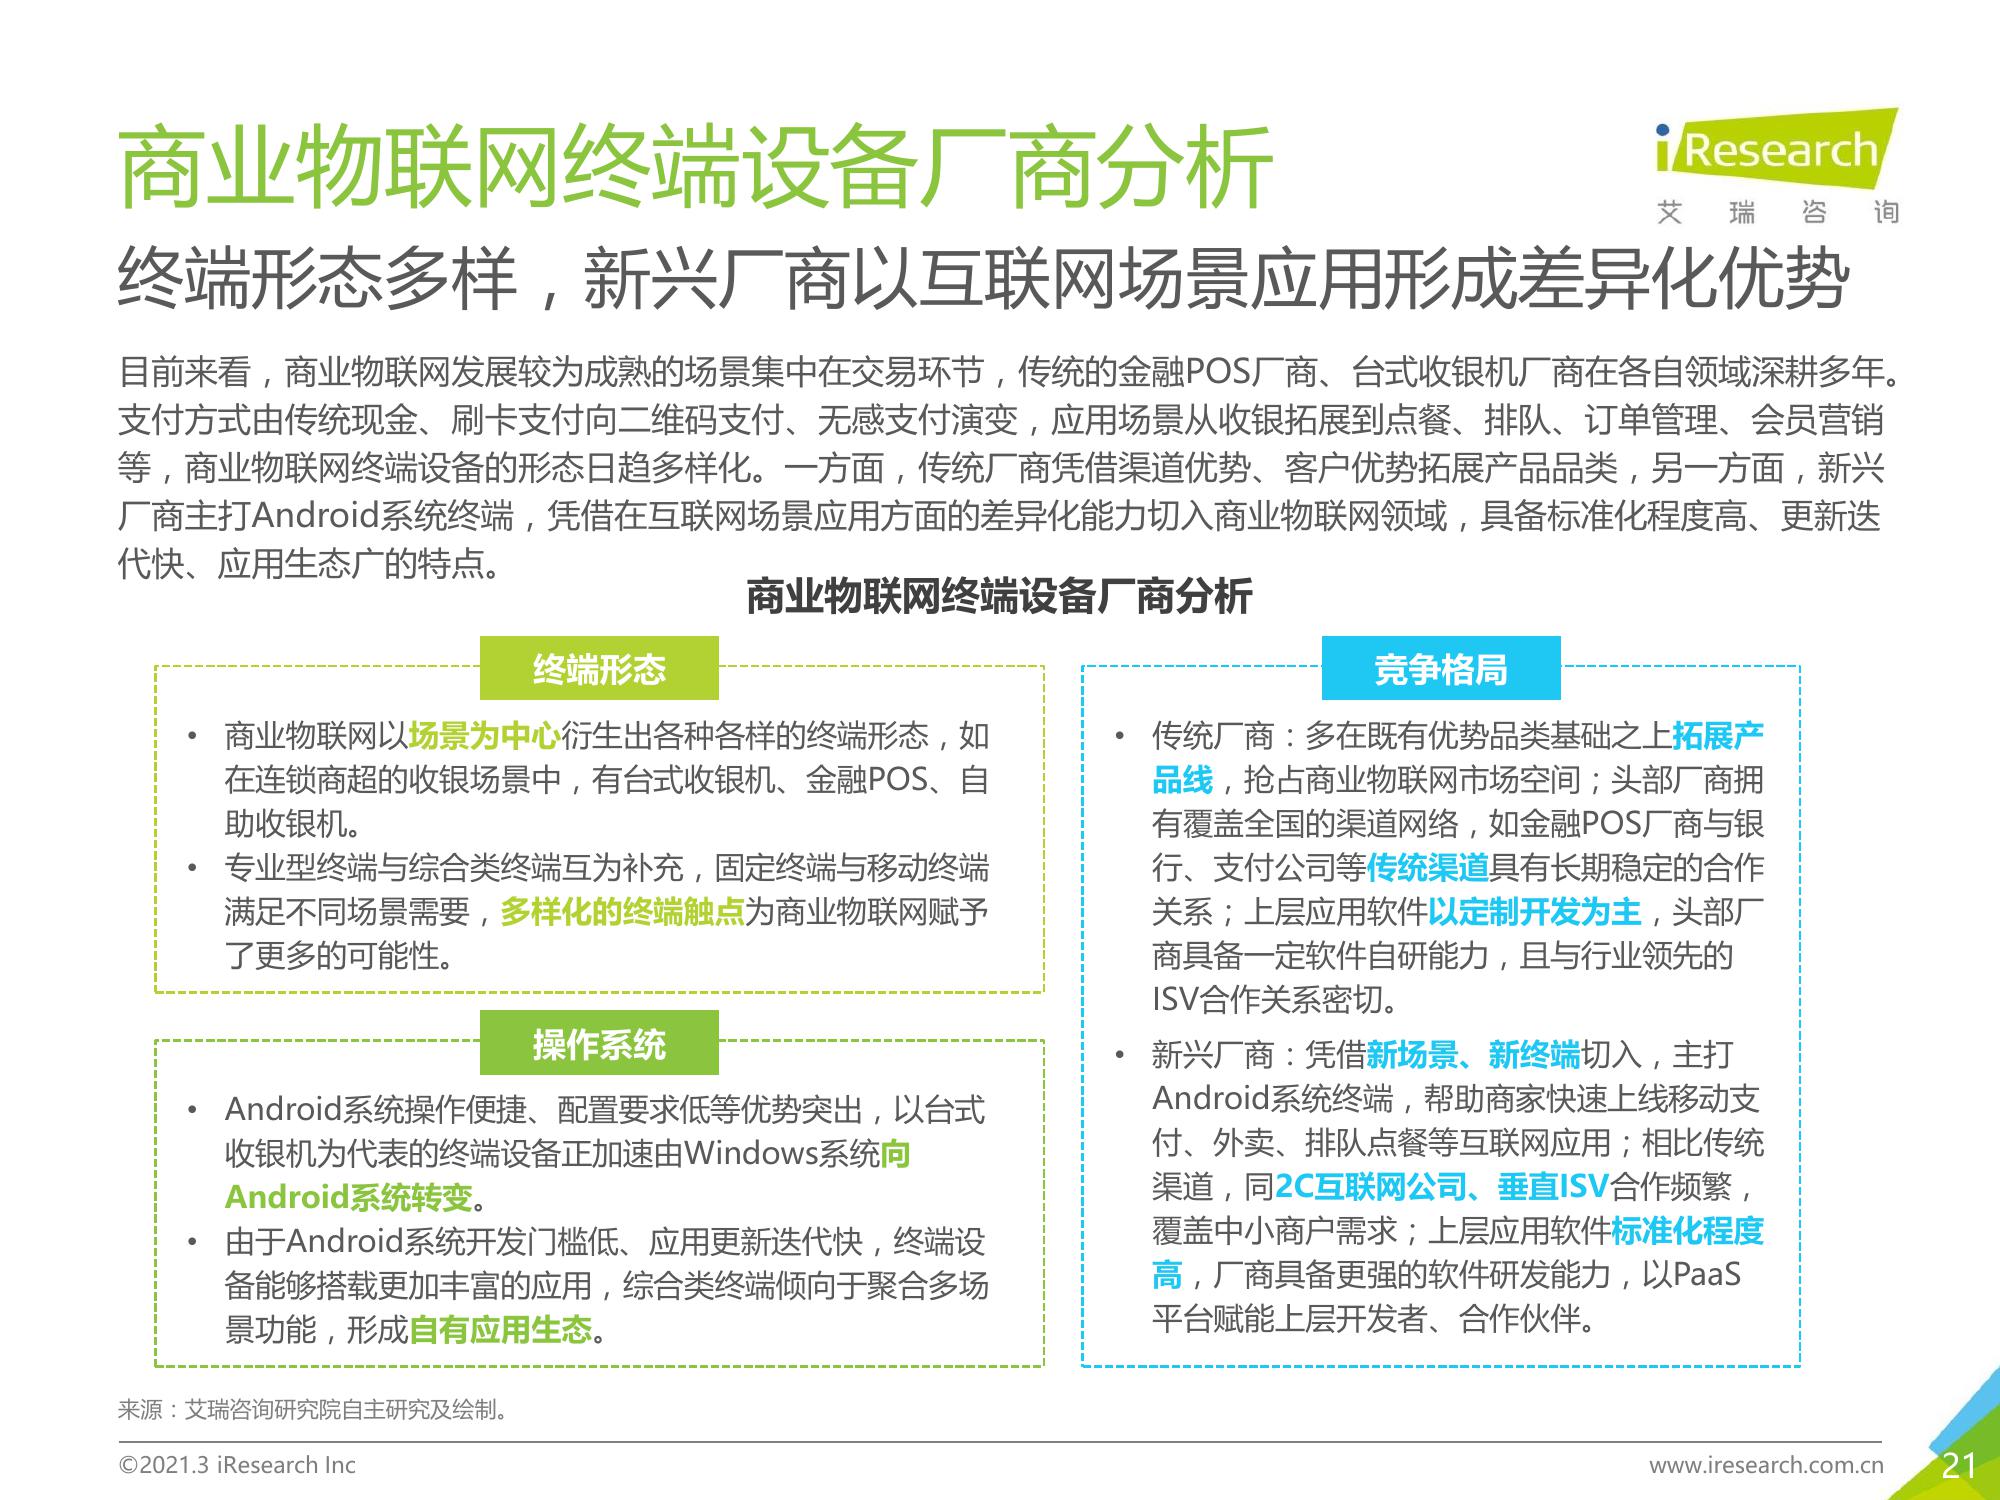 商业物联网终端设备厂商分析
iResearch
艾瑞咨询
终端形态多样，新兴厂商以互联网场景应用形成差异化优势
目前来看，商业物联网发展较为成熟的场景集中在交易环节，传统的金融POS厂商、台式收银机厂商在各自领域深耕多年。
支付方式由传统现金、刷卡支付向二维码支付、无感支付演变，应用场景从收银拓展到点餐、排队、订单管理、会员营销
等，商业物联网终端设备的形态日趋多样化。一方面，传统厂商凭借渠道优势、客户优势拓展产品品类，另一方面，新兴
厂商主打Android系统终端，凭借在互联网场景应用方面的差异化能力切入商业物联网领域，具备标准化程度高、更新迭
代快、应用生态广的特点。
商业物联网终端设备厂商分析
终端形态
• 商业物联网以场景为中心衍生出各种各样的终端形态，如
在连锁商超的收银场景中，有台式收银机、金融POS、自
助收银机。
• 专业型终端与综合类终端互为补充，固定终端与移动终端
满足不同场景需要，多样化的终端触点为商业物联网赋予
了更多的可能性。
操作系统
• Android系统操作便捷、配置要求低等优势突出，以台式
收银机为代表的终端设备正加速由Windows系统向
Android系统转变。
• 由于Android系统开发门槛低、应用更新迭代快，终端设
备能够搭载更加丰富的应用，综合类终端倾向于聚合多场
景功能，形成自有应用生态。
竞争格局
• 传统厂商：多在既有优势品类基础之上拓展产
品线，抢占商业物联网市场空间；头部厂商拥
有覆盖全国的渠道网络，如金融POS厂商与银
行、支付公司等传统渠道具有长期稳定的合作
关系；上层应用软件以定制开发为主，头部厂
商具备一定软件自研能力，且与行业领先的
ISV合作关系密切。
• 新兴厂商：凭借新场景、新终端切入，主打
Android系统终端，帮助商家快速上线移动支
付、外卖、排队点餐等互联网应用；相比传统
渠道，同2C互联网公司、垂直ISV合作频繁，
覆盖中小商户需求；上层应用软件标准化程度
高，厂商具备更强的软件研发能力，以PaaS
平台赋能上层开发者、合作伙伴。
来源：艾瑞咨询研究院自主研究及绘制。
©2021.3 iResearch Inc
www.iresearch.com.cn
21